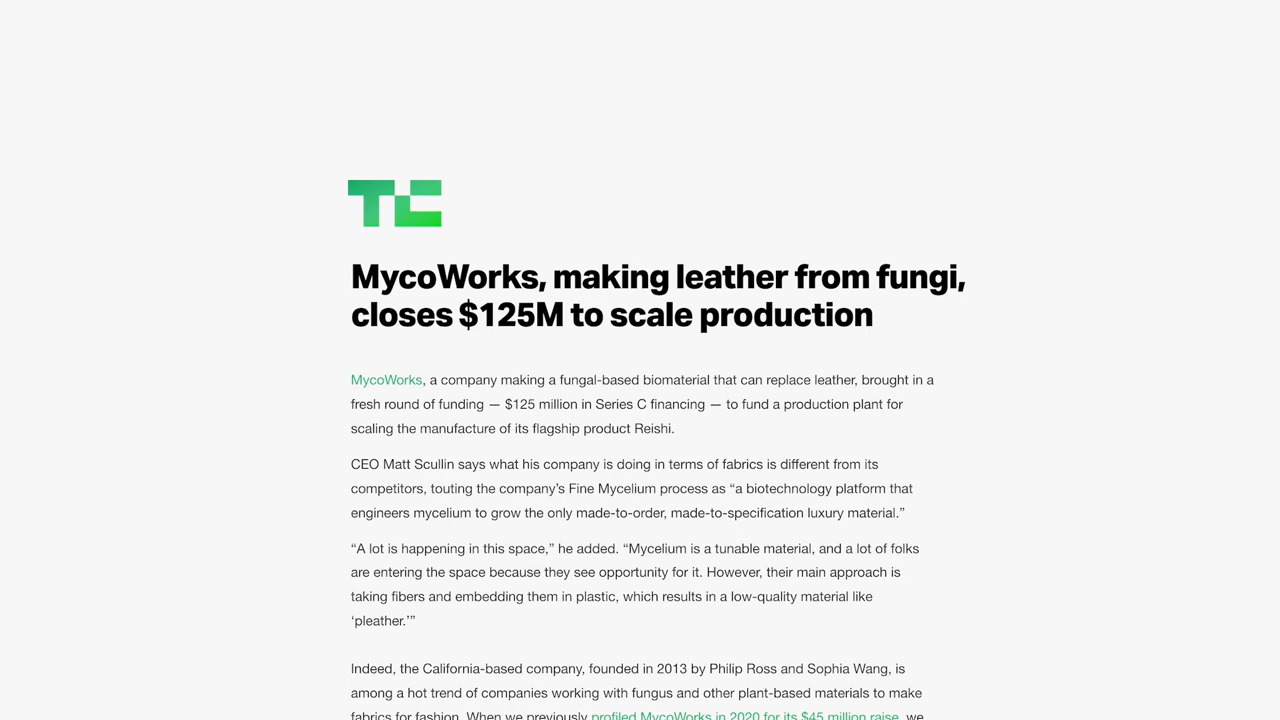 TC
MycoWorks, making leather from fungi,
closes $125M to scale production
MycoWorks, a company making a fungal-based biomaterial that can replace leather, brought in a
fresh round of funding — $125 million in Series C financing — to fund a production plant for
scaling the manufacture of its flagship product Reishi.
CEO Matt Scullin says what his company is doing in terms of fabrics is different from its
competitors, touting the company’s Fine Mycelium process as “a biotechnology platform that
engineers mycelium to grow the only made-to-order, made-to-specification luxury material.”
“A lot is happening in this space,” he added. “Mycelium is a tunable material, and a lot of folks
are entering the space because they see opportunity for it. However, their main approach is
taking fibers and embedding them in plastic, which results in a low-quality material like
‘pleather.’”
Indeed, the California-based company, founded in 2013 by Philip Ross and Sophia Wang, is
among a hot trend of companies working with fungus and other plant-based materials to make
fabrics for fashion. When we previously profiled MycoWorks in 2020 for its $45 million raise, we